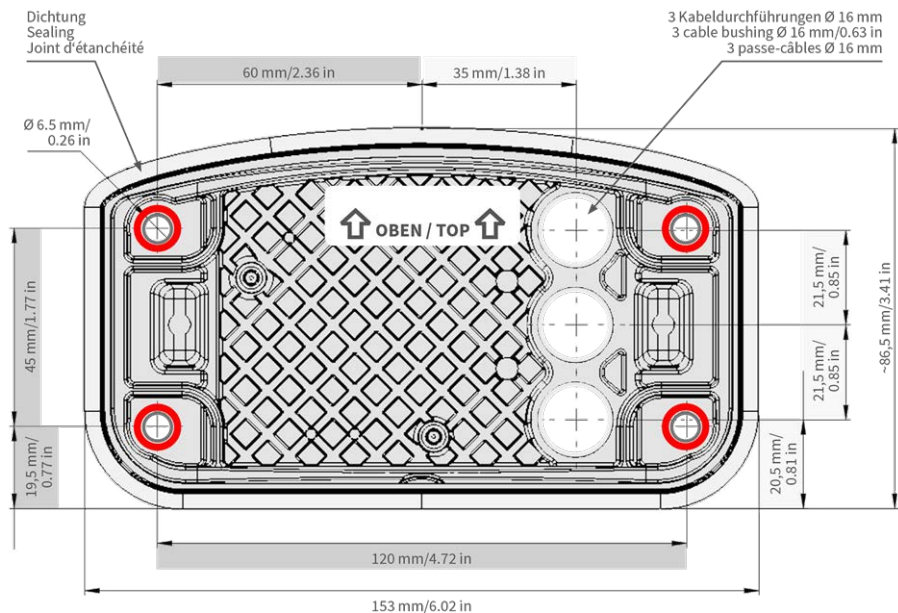 Dichtung
Sealing
Joint d'étanchéité
3 Kabeldurchführungen Ø 16 mm
3 cable bushing Ø 16 mm/0.63 in
3 passe-câbles Ø 16 mm
60 mm/2.36 in
35 mm/1.38 in
Ø 6.5 mm/
0.26 in
OBEN / TOP
45 mm/1.77 in
19,5 mm/
0.77 in
21,5 mm/
0.85 in
21,5 mm/
0.85 in
20,5 mm/
0.81 in
~86,5 mm/3.41 in
120 mm/4.72 in
153 mm/6.02 in